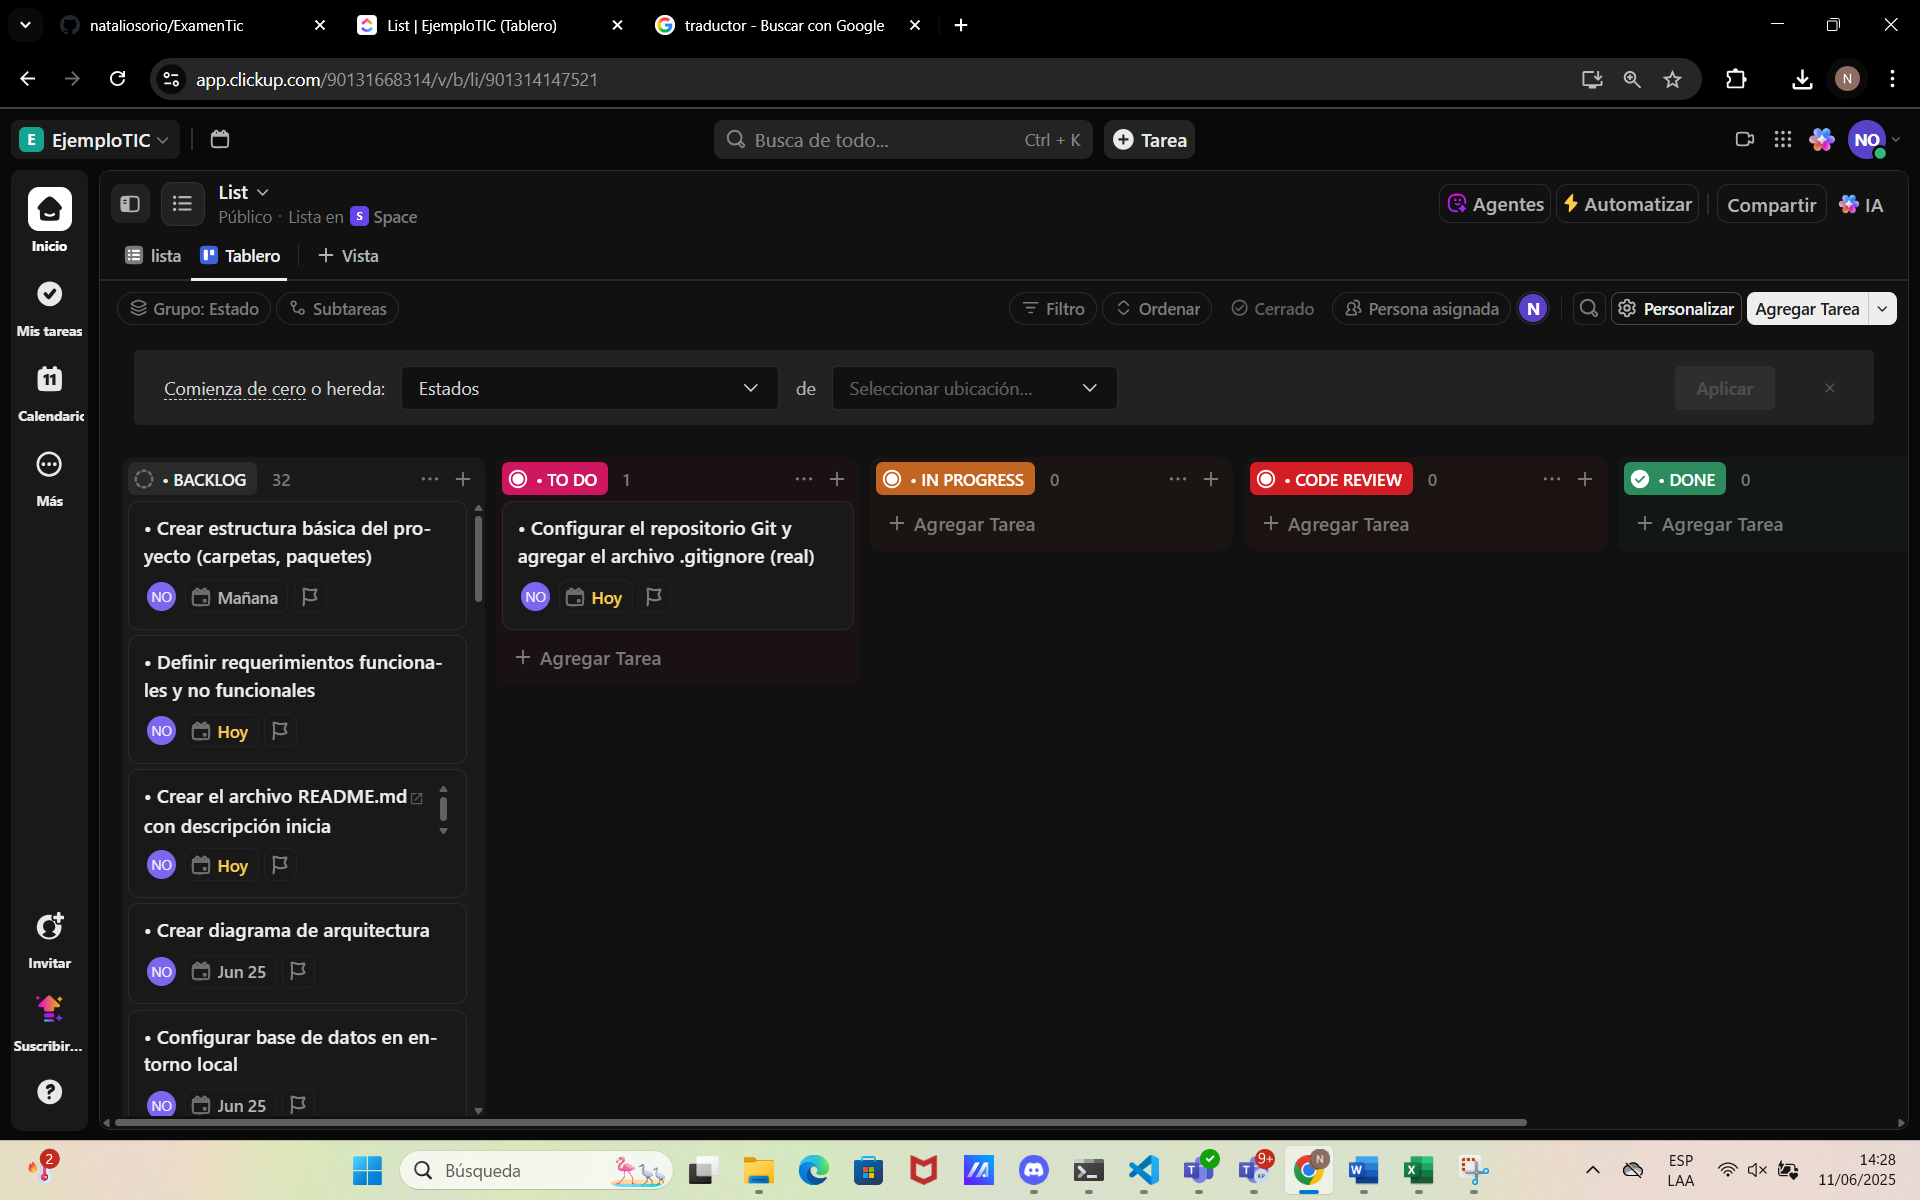 nataliosorio/ExamenTic
List | EjemploTIC (Tablero)
traductor - Buscar con Google
app.clickup.com/90131668314/v/b/li/901314147521
N
E EjemploTIC
Busca de todo... Ctrl + K
Tarea
NO
List
Público · Lista en S Space
Agentes
Automatizar
Compartir
IA
lista
Tablero
Vista
Grupo: Estado
Subtareas
Filtro
Ordenar
Cerrado
Persona asignada
N
Personalizar
Agregar Tarea
Inicio
Mis tareas
11
Calendaric
Más
Invitar
Suscribir...
Comienza de cero o hereda:
Estados
de
Seleccionar ubicación...
Aplicar
• BACKLOG 32
• Crear estructura básica del pro-
yecto (carpetas, paquetes)
NO Mañana
• Definir requerimientos funciona-
les y no funcionales
NO Hoy
• Crear el archivo README.md
con descripción inicia
NO Hoy
• Crear diagrama de arquitectura
NO Jun 25
• Configurar base de datos en en-
torno local
NO Jun 25
• TO DO 1
• Configurar el repositorio Git y
agregar el archivo .gitignore (real)
NO Hoy
Agregar Tarea
• IN PROGRESS 0
Agregar Tarea
• CODE REVIEW 0
Agregar Tarea
• DONE 0
Agregar Tarea
2
Búsqueda
9+
N
ESP
LAA
14:28
11/06/2025